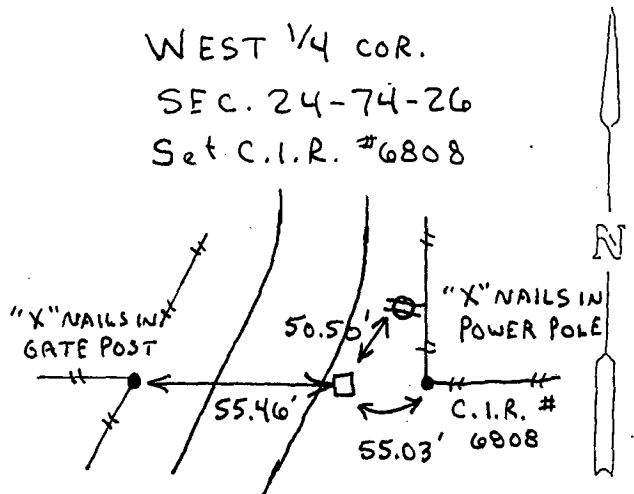 WEST 1/4 COR.
SEC. 24-74-26
Set C.I.R. #6808
N
"X" NAILS IN
GATE POST
50.50'
"X" NAILS IN
POWER POLE
55.46'
55.03'
C.I.R. #
6808